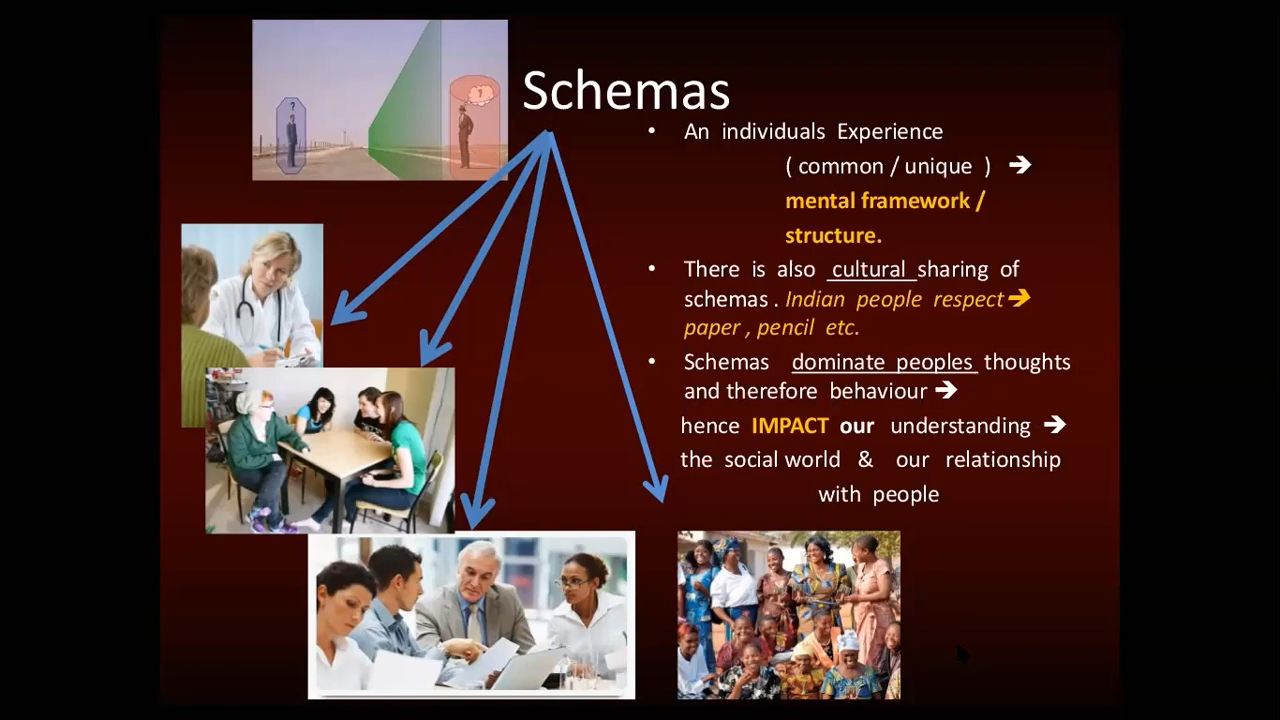 ?
?
Schemas
• An individuals Experience
( common / unique ) ➔
mental framework /
structure.
• There is also cultural sharing of
schemas . Indian people respect➔
paper , pencil etc.
• Schemas dominate peoples thoughts
and therefore behaviour ➔
hence IMPACT our understanding ➔
the social world & our relationship
with people